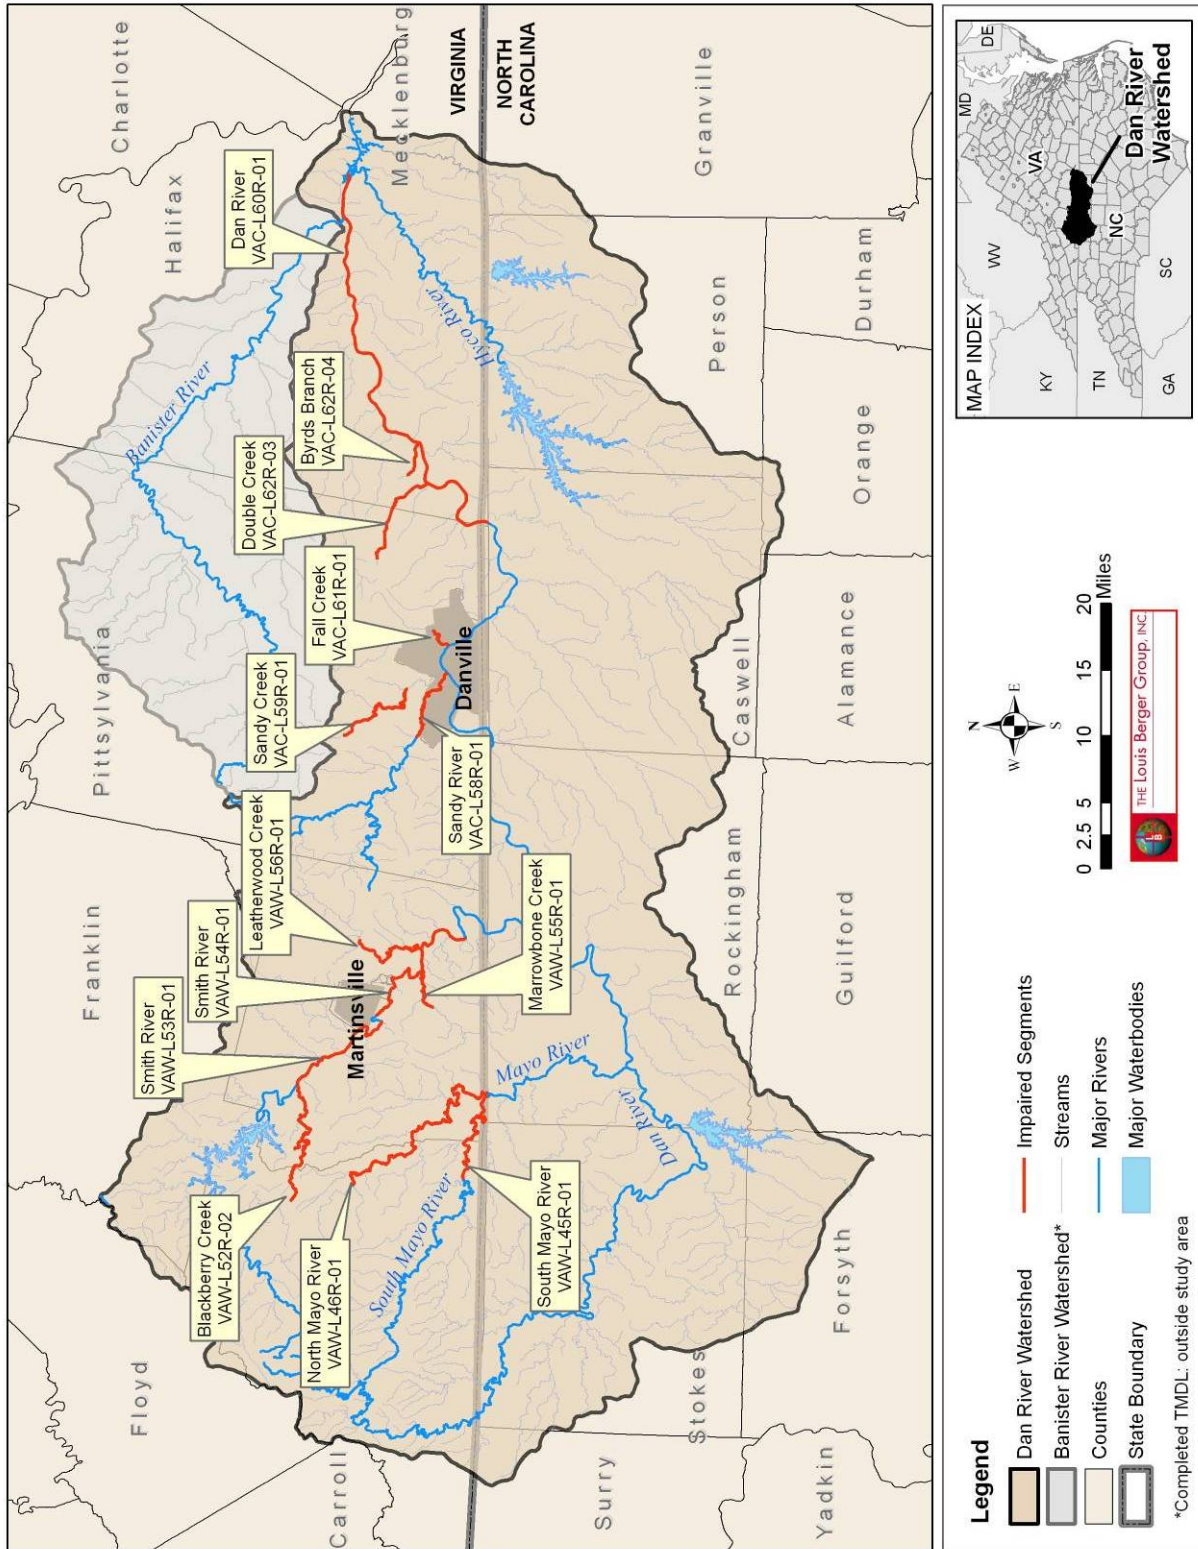 Floyd
Franklin
Pittsylvania
Halifax
Charlotte
Mecklenburg
Carroll
Surry
Stokes
Yadkin
Forsyth
Rockingham
Guilford
Caswell
Alamance
Orange
Person
Durham
Granville
VIRGINIA
NORTH
CAROLINA
Blackberry Creek
VAW-L52R-02
North Mayo River
VAW-L46R-01
South Mayo River
VAW-L45R-01
Smith River
VAW-L53R-01
Smith River
VAW-L54R-01
Leatherwood Creek
VAW-L56R-01
Marrowbone Creek
VAW-L55R-01
Sandy Creek
VAC-L59R-01
Sandy River
VAC-L58R-01
Fall Creek
VAC-L61R-01
Double Creek
VAC-L62R-03
Byrds Branch
VAC-L62R-04
Dan River
VAC-L60R-01
Martinsville
Danville
South Mayo River
Mayo River
Dan River
Banister River
Hyco River
Legend
Dan River Watershed
Banister River Watershed*
Counties
State Boundary
Impaired Segments
Streams
Major Rivers
Major Waterbodies
*Completed TMDL: outside study area
N
W
E
S
0 2.5 5 10 15 20
Miles
LB
THE Louis Berger Group, INC.
MAP INDEX
WV
MD
DE
VA
KY
TN
NC
GA
SC
Dan River
Watershed